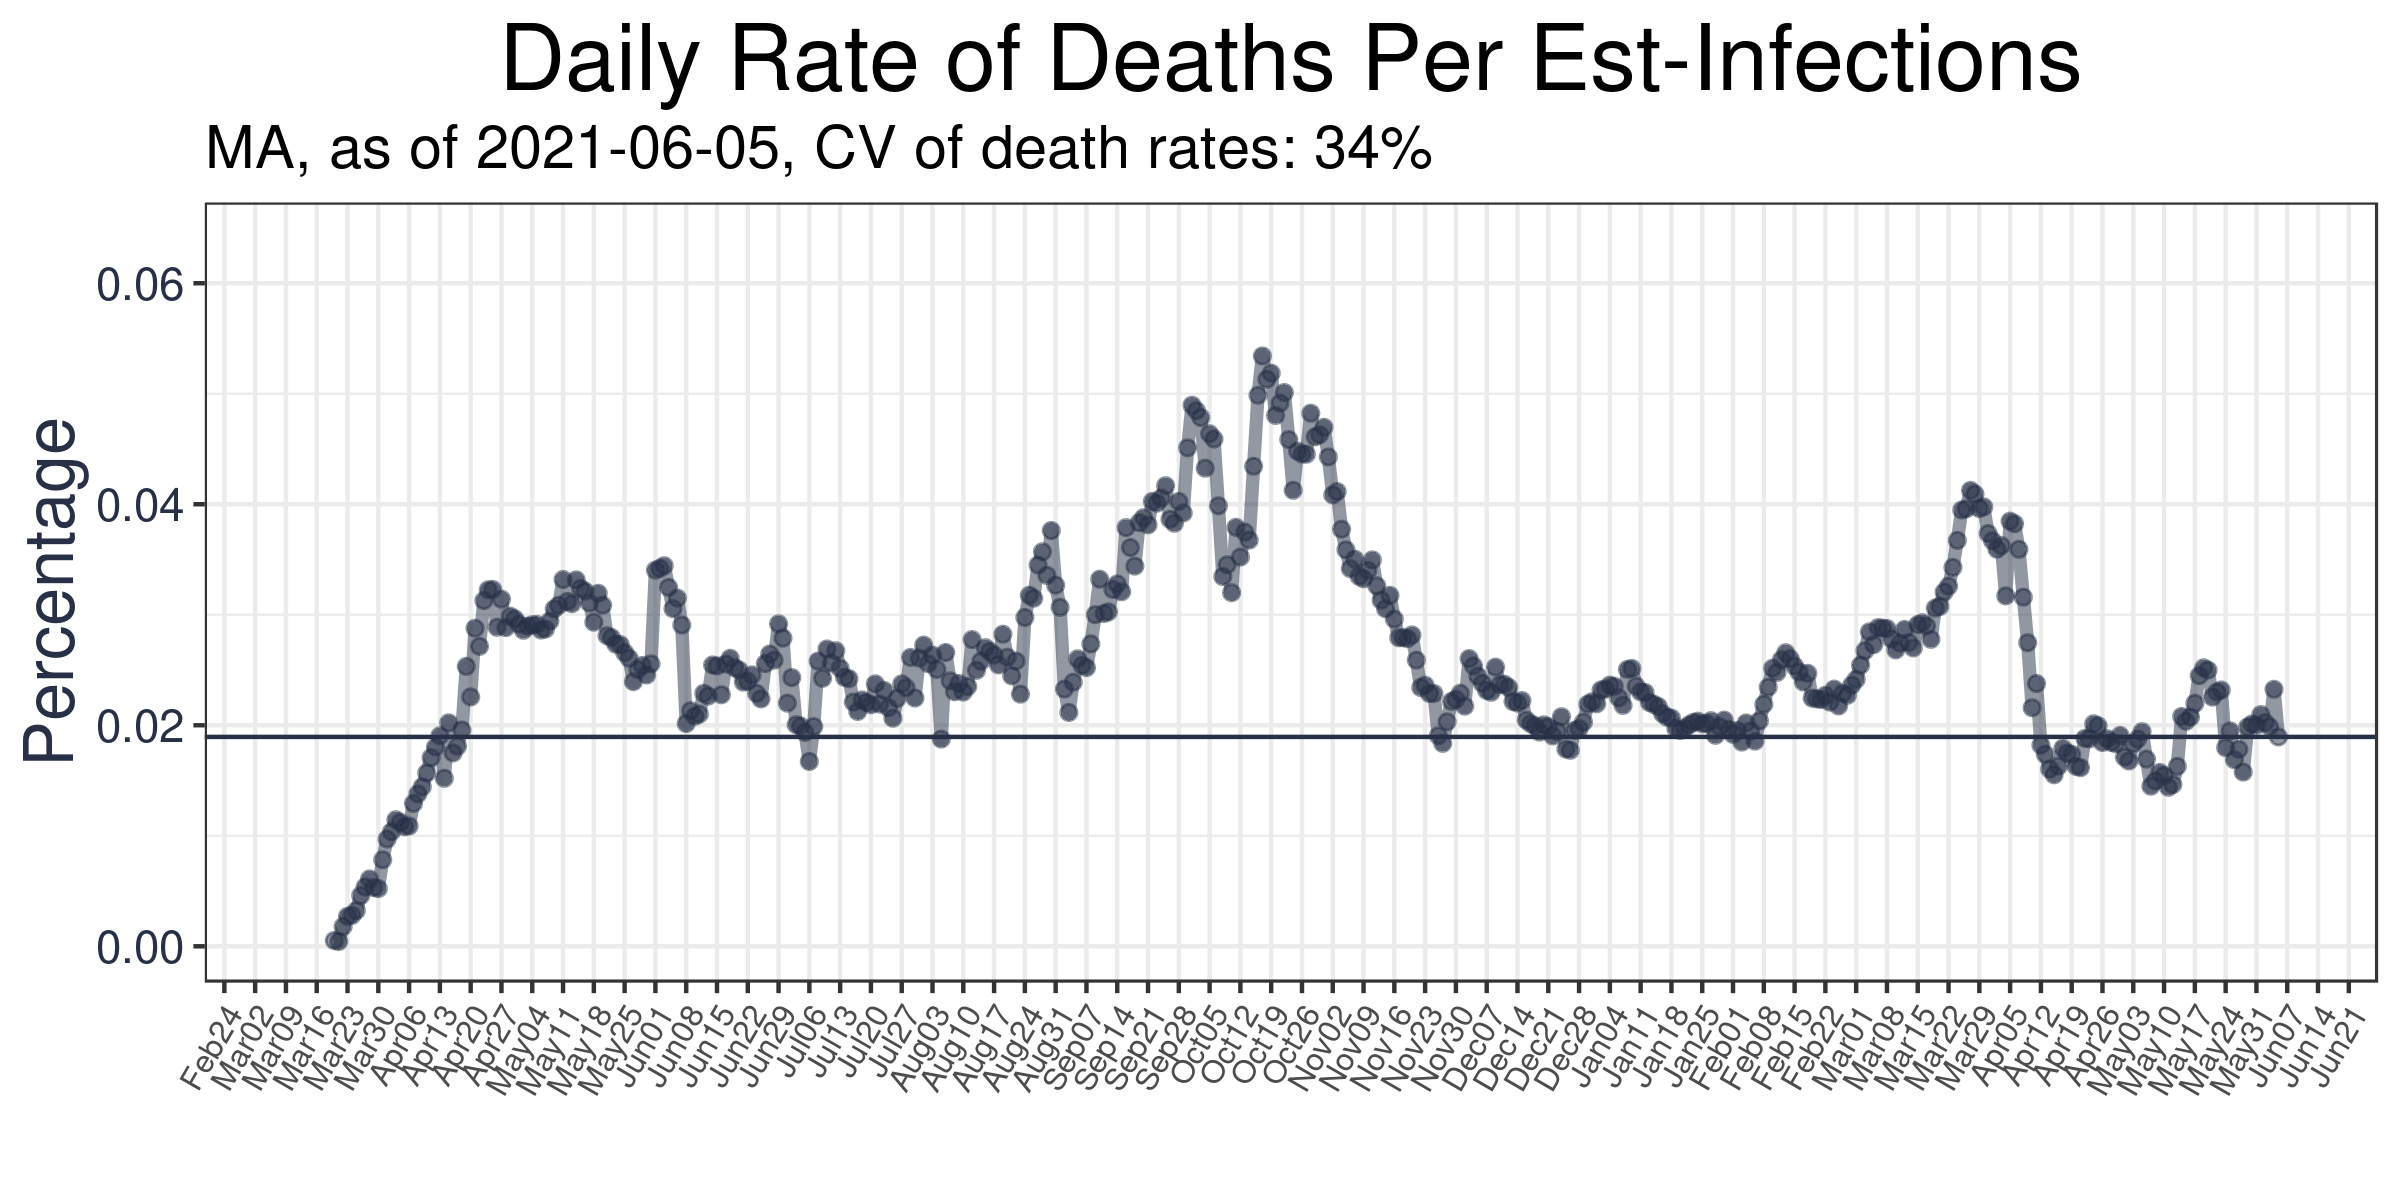 Daily Rate of Deaths Per Est-Infections
MA, as of 2021-06-05, CV of death rates: 34%
Percentage
0.06
0.04
0.02
0.00
Feb24
Mar02
Mar09
Mar16
Mar23
Mar30
Apr06
Apr13
Apr20
Apr27
May04
May11
May18
May25
Jun01
Jun08
Jun15
Jun22
Jun29
Jul06
Jul13
Jul20
Jul27
Aug03
Aug10
Aug17
Aug24
Aug31
Sep07
Sep14
Sep21
Sep28
Oct05
Oct12
Oct19
Oct26
Nov02
Nov09
Nov16
Nov23
Nov30
Dec07
Dec14
Dec21
Dec28
Jan04
Jan11
Jan18
Jan25
Feb01
Feb08
Feb15
Feb22
Mar01
Mar08
Mar15
Mar22
Mar29
Apr05
Apr12
Apr19
Apr26
May03
May10
May17
May24
May31
Jun07
Jun14
Jun21